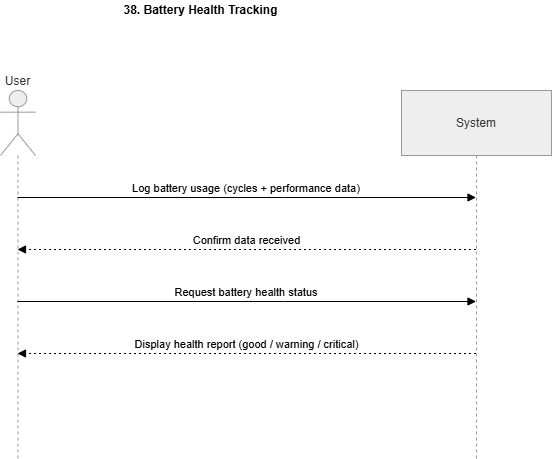 38. Battery Health Tracking
User
System
Log battery usage (cycles + performance data)
Confirm data received
Request battery health status
Display health report (good / warning / critical)